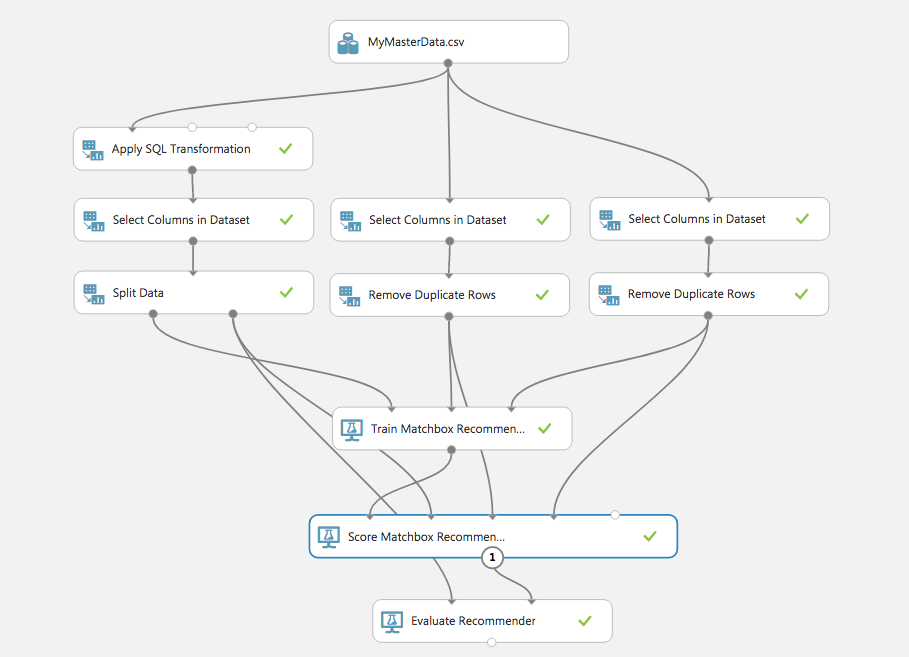 MyMasterData.csv
Apply SQL Transformation
Select Columns in Dataset
Select Columns in Dataset
Select Columns in Dataset
Split Data
Remove Duplicate Rows
Remove Duplicate Rows
Train Matchbox Recommen...
Score Matchbox Recommen...
1
Evaluate Recommender